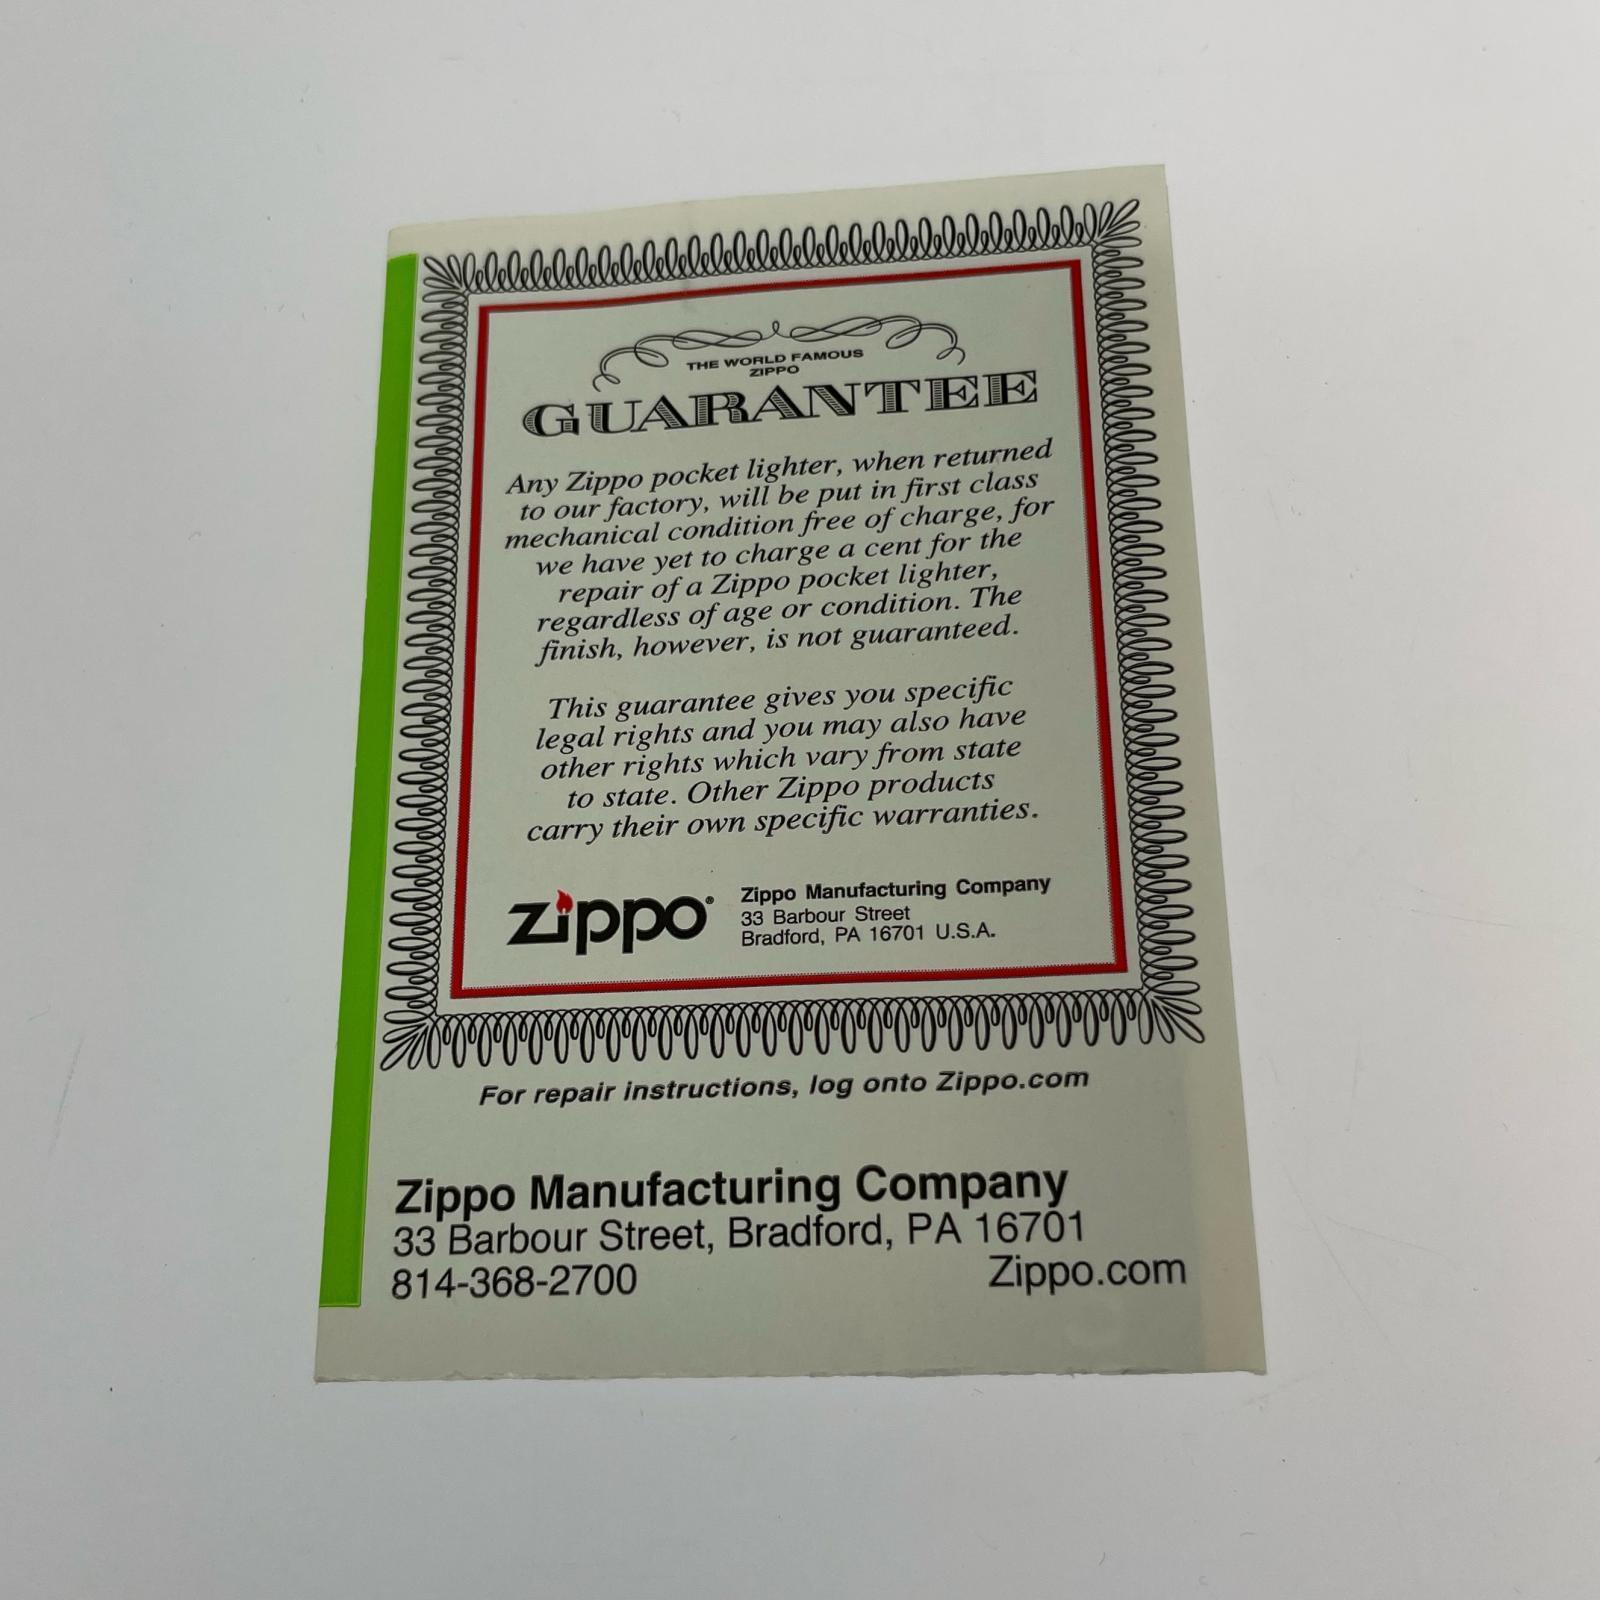 THE WORLD FAMOUS
ZIPPO
GUARANTEE
Any Zippo pocket lighter, when returned
to our factory, will be put in first class
mechanical condition free of charge, for
we have yet to charge a cent for the
repair of a Zippo pocket lighter,
regardless of age or condition. The
finish, however, is not guaranteed.
This guarantee gives you specific
legal rights and you may also have
other rights which vary from state
to state. Other Zippo products
carry their own specific warranties.
zippo®
Zippo Manufacturing Company
33 Barbour Street
Bradford, PA 16701 U.S.A.
For repair instructions, log onto Zippo.com
Zippo Manufacturing Company
33 Barbour Street, Bradford, PA 16701
814-368-2700 Zippo.com